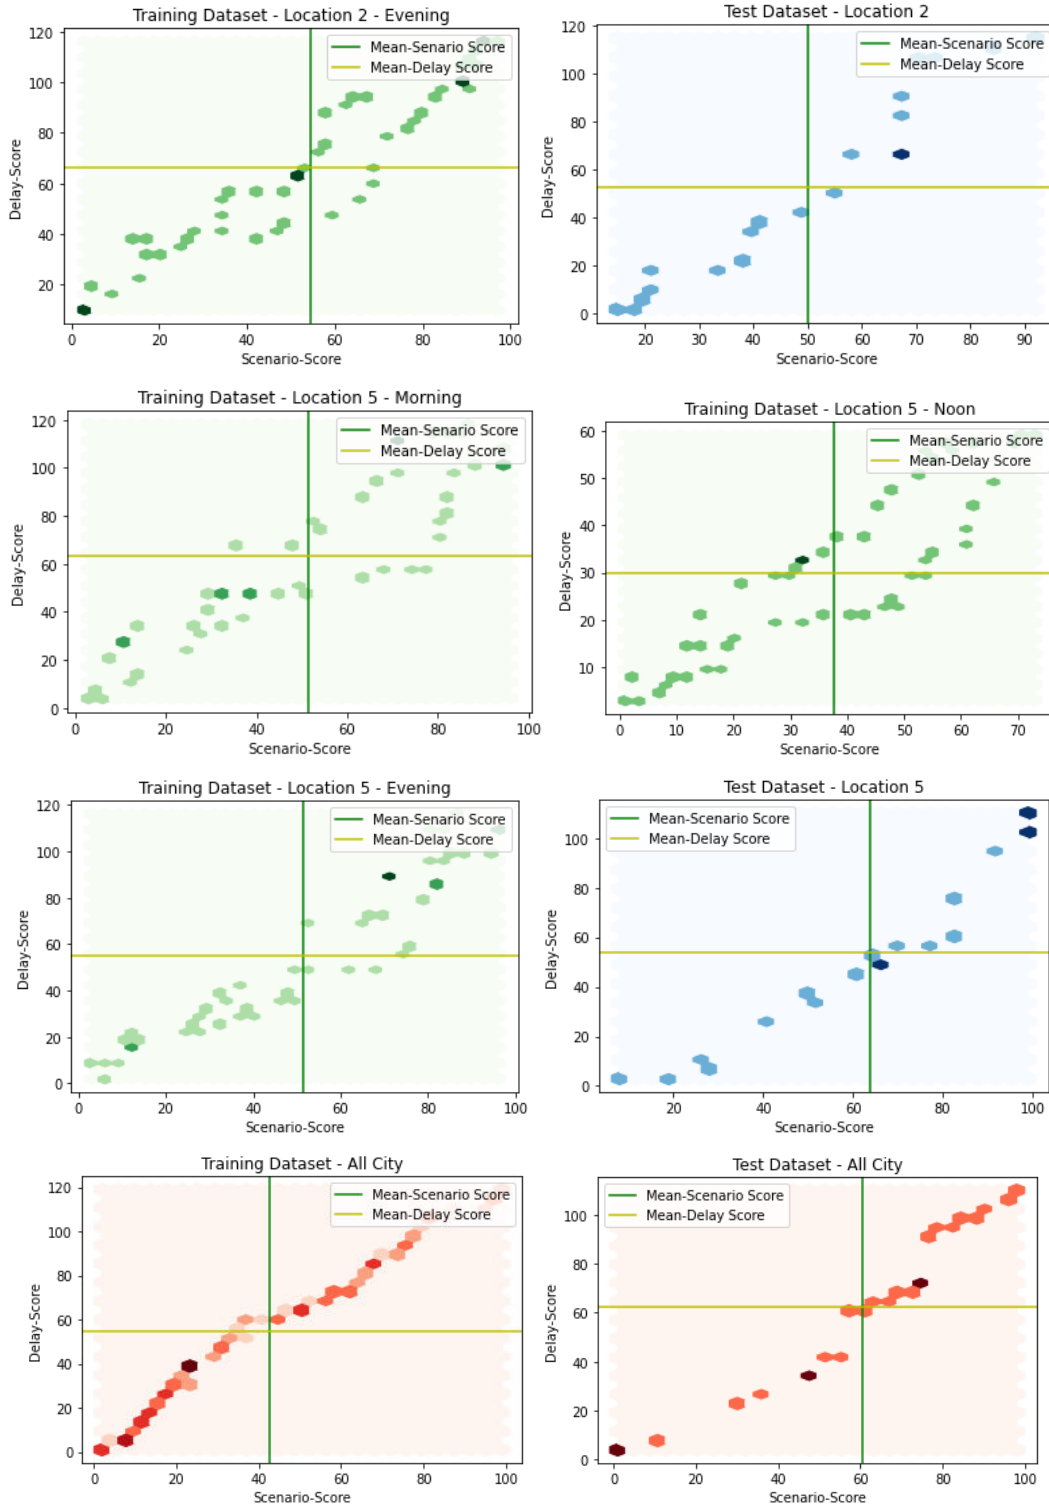 Training Dataset - Location 2 - Evening
120
100
80
60
40
20
Delay-Score
Mean-Senario Score
Mean-Delay Score
0 20 40 60 80 100
Scenario-Score
Test Dataset - Location 2
120
100
80
60
40
20
0
Delay-Score
Mean-Scenario Score
Mean-Delay Score
20 30 40 50 60 70 80 90
Scenario-Score
Training Dataset - Location 5 - Morning
120
100
80
60
40
20
0
Delay-Score
Mean-Senario Score
Mean-Delay Score
0 20 40 60 80 100
Scenario-Score
Training Dataset - Location 5 - Noon
60
50
40
30
20
10
Delay-Score
Mean-Senario Score
Mean-Delay Score
0 10 20 30 40 50 60 70
Scenario-Score
Training Dataset - Location 5 - Evening
120
100
80
60
40
20
0
Delay-Score
Mean-Senario Score
Mean-Delay Score
0 20 40 60 80 100
Scenario-Score
Test Dataset - Location 5
100
80
60
40
20
0
Delay-Score
Mean-Scenario Score
Mean-Delay Score
20 40 60 80 100
Scenario-Score
Training Dataset - All City
120
100
80
60
40
20
0
Delay-Score
Mean-Scenario Score
Mean-Delay Score
0 20 40 60 80 100
Scenario-Score
Test Dataset - All City
100
80
60
40
20
0
Delay-Score
Mean-Scenario Score
Mean-Delay Score
0 20 40 60 80 100
Scenario-Score